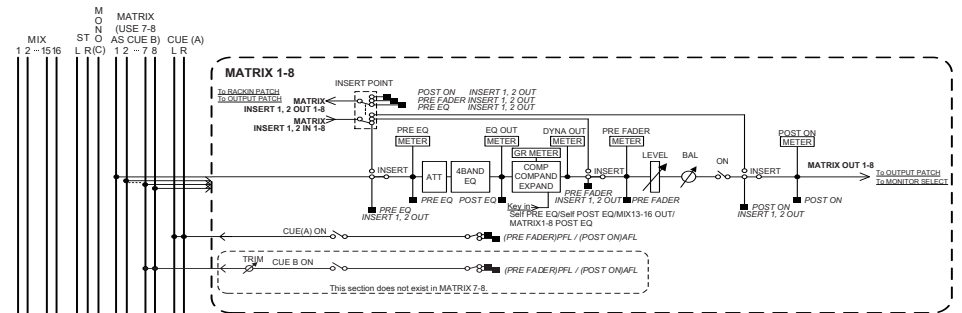 M
O
N
O
(C)
MATRIX
(USE 7-8
AS CUE B)
CUE (A)
MIX
ST
1 2 ··· 15 16
L R
1 2 ··· 7 8
L R
MATRIX 1-8
INSERT POINT
To RACKIN PATCH
To OUTPUT PATCH
MATRIX
INSERT 1, 2 OUT 1-8
MATRIX
INSERT 1, 2 IN 1-8
POST ON INSERT 1, 2 OUT
PRE FADER INSERT 1, 2 OUT
PRE EQ INSERT 1, 2 OUT
PRE EQ
METER
EQ OUT
METER
DYNA OUT
METER
PRE FADER
METER
POST ON
METER
GR METER
INSERT
ATT
4BAND
EQ
COMP
COMPAND
EXPAND
INSERT
LEVEL
BAL
ON
INSERT
MATRIX OUT 1-8
To OUTPUT PATCH
To MONITOR SELECT
PRE EQ
POST EQ
PRE FADER
INSERT 1, 2 OUT
PRE FADER
POST ON
PRE EQ
INSERT 1, 2 OUT
POST ON
INSERT 1, 2 OUT
Key in
Self PRE EQ/Self POST EQ/MIX13-16 OUT/
MATRIX1-8 POST EQ
CUE(A) ON
(PRE FADER)PFL / (POST ON)AFL
TRIM
CUE B ON
(PRE FADER)PFL / (POST ON)AFL
This section does not exist in MATRIX 7-8.